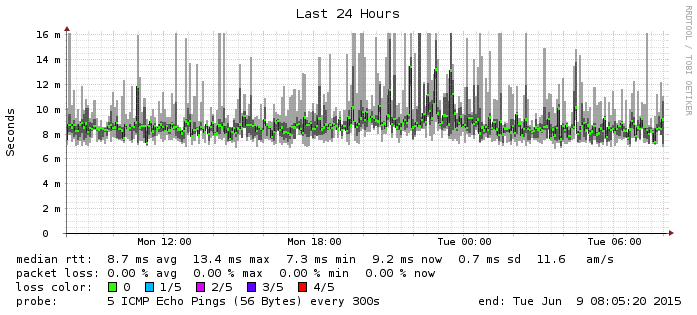 Last 24 Hours
RRDTOOL / TOBI OETIKER
Seconds
16 m
14 m
12 m
10 m
8 m
6 m
4 m
2 m
0
Mon 12:00 Mon 18:00 Tue 00:00 Tue 06:00
median rtt: 8.7 ms avg 13.4 ms max 7.3 ms min 9.2 ms now 0.7 ms sd 11.6 am/s
packet loss: 0.00 % avg 0.00 % max 0.00 % min 0.00 % now
loss color: 0 1/5 2/5 3/5 4/5
probe: 5 ICMP Echo Pings (56 Bytes) every 300s end: Tue Jun 9 08:05:20 2015